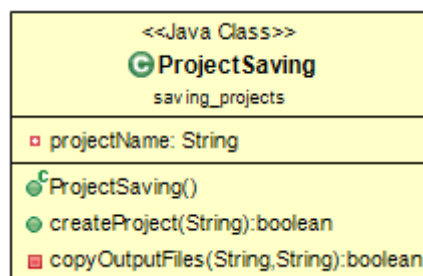 <<Java Class>>
ProjectSaving
saving_projects
projectName: String
ProjectSaving()
createProject(String):boolean
copyOutputFiles(String,String):boolean